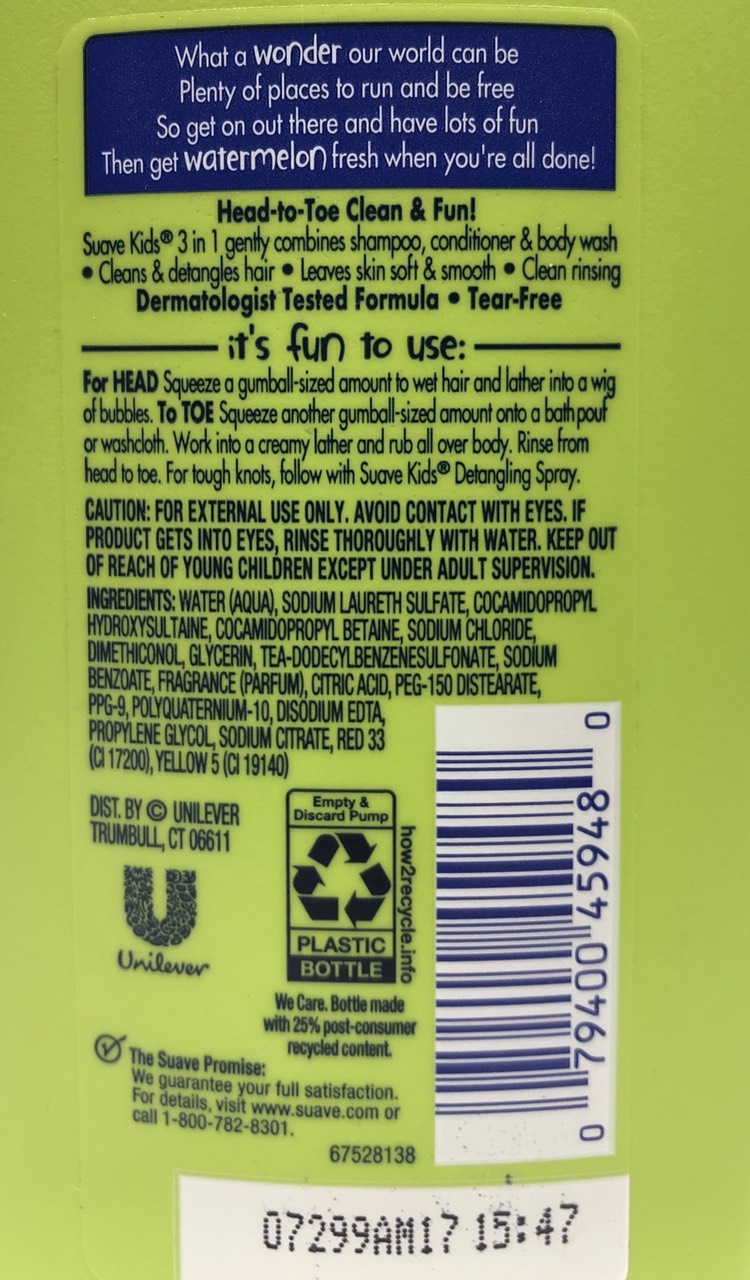 What a wonder our world can be
Plenty of places to run and be free
So get on out there and have lots of fun
Then get watermelon fresh when you're all done!
Head-to-Toe Clean & Fun!
Suave Kids® 3 in 1 gently combines shampoo, conditioner & body wash
• Cleans & detangles hair • Leaves skin soft & smooth • Clean rinsing
Dermatologist Tested Formula • Tear-Free
it's fun to use:
For HEAD Squeeze a gumball-sized amount to wet hair and lather into a wig
of bubbles. To TOE Squeeze another gumball-sized amount onto a bath pouf
or washcloth. Work into a creamy lather and rub all over body. Rinse from
head to toe. For tough knots, follow with Suave Kids® Detangling Spray.
CAUTION: FOR EXTERNAL USE ONLY. AVOID CONTACT WITH EYES. IF
PRODUCT GETS INTO EYES, RINSE THOROUGHLY WITH WATER. KEEP OUT
OF REACH OF YOUNG CHILDREN EXCEPT UNDER ADULT SUPERVISION.
INGREDIENTS: WATER (AQUA), SODIUM LAURETH SULFATE, COCAMIDOPROPYL
HYDROXYSULTAINE, COCAMIDOPROPYL BETAINE, SODIUM CHLORIDE,
DIMETHICONOL, GLYCERIN, TEA-DODECYLBENZENESULFONATE, SODIUM
BENZOATE, FRAGRANCE (PARFUM), CITRIC ACID, PEG-150 DISTEARATE,
PPG-9, POLYQUATERNIUM-10, DISODIUM EDTA,
PROPYLENE GLYCOL, SODIUM CITRATE, RED 33
(CI 17200), YELLOW 5 (CI 19140)
DIST. BY © UNILEVER
TRUMBULL, CT 06611
Unilever
Empty &
Discard Pump
PLASTIC
BOTTLE
how2recycle.info
We Care. Bottle made
with 25% post-consumer
recycled content.
The Suave Promise:
We guarantee your full satisfaction.
For details, visit www.suave.com or
call 1-800-782-8301.
67528138
0 79400 45948 0
07299AM17 15:47